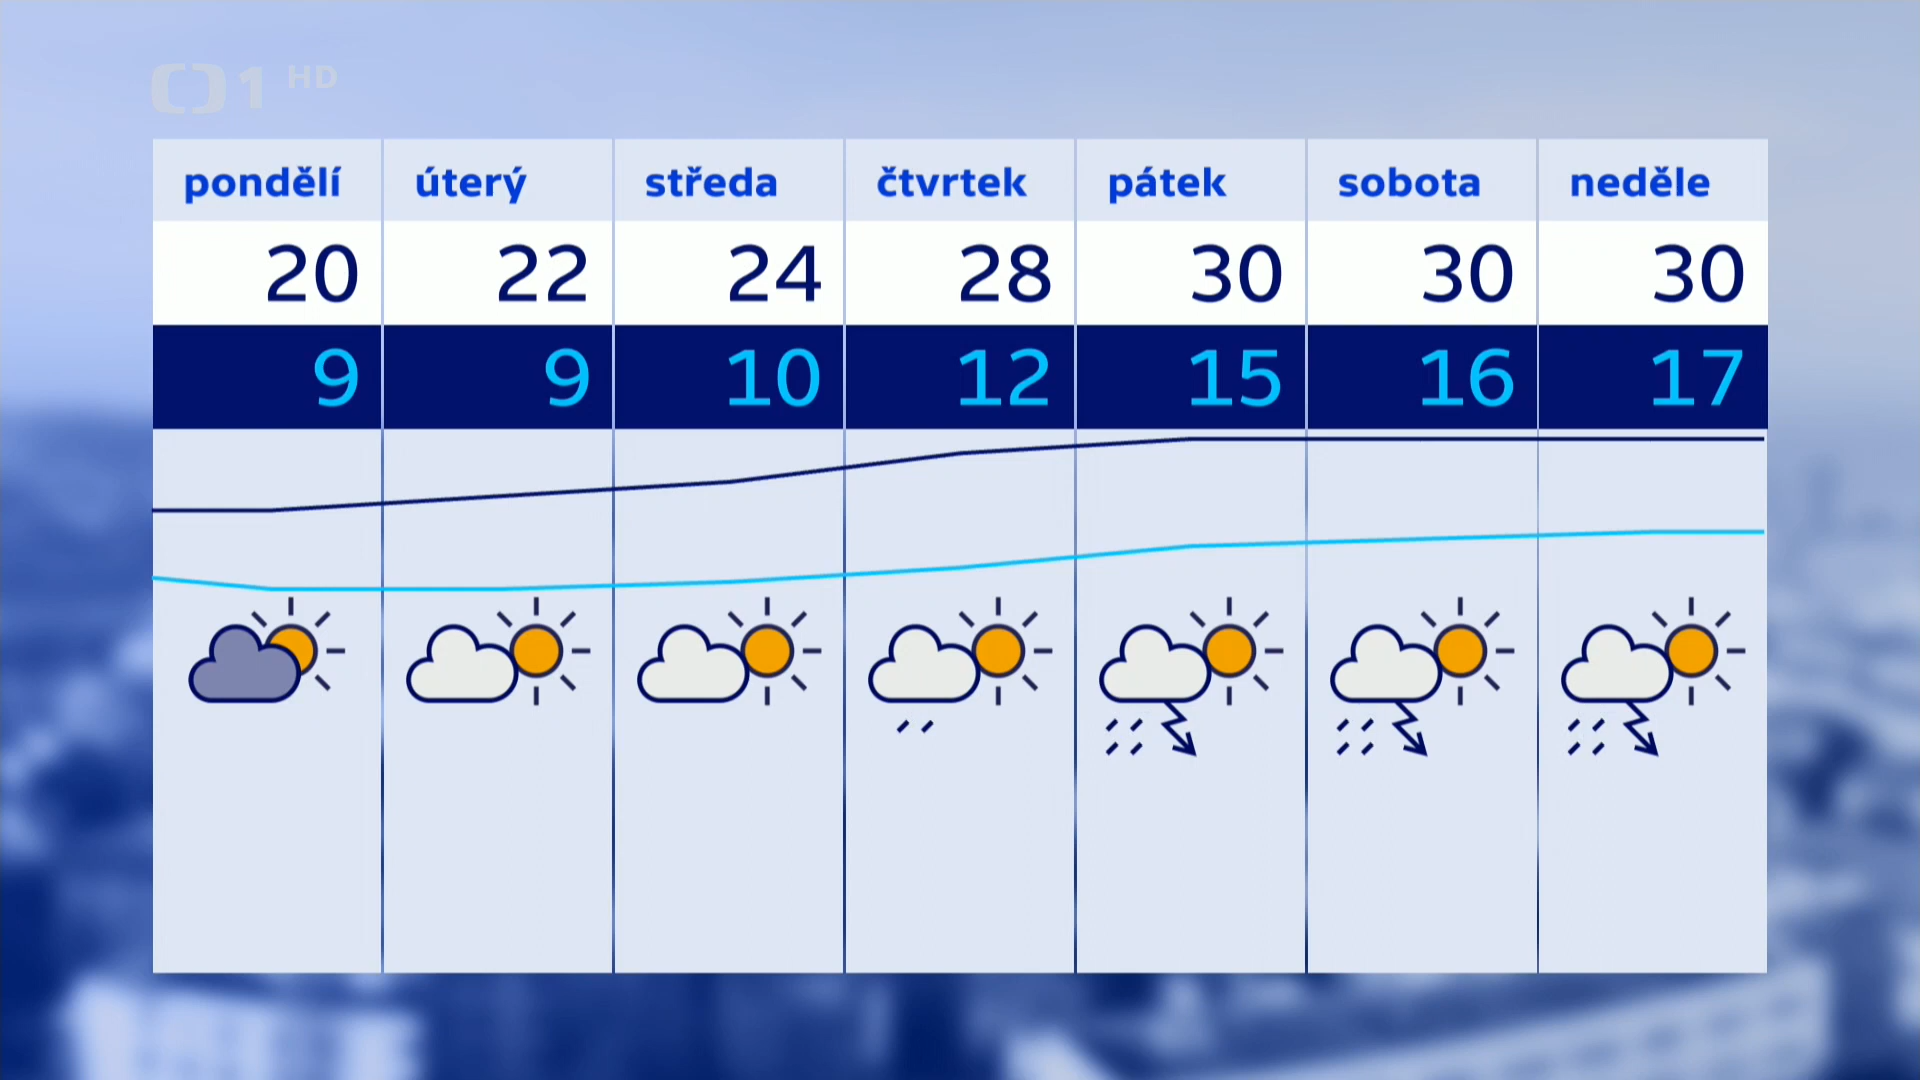 1 HD
pondělí úterý středa čtvrtek pátek sobota neděle
20 22 24 28 30 30 30
9 9 10 12 15 16 17